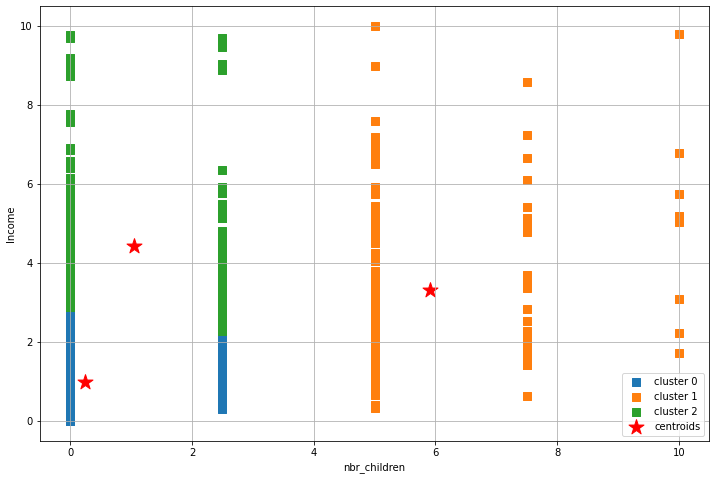 10
8
6
4
2
0
Income
0 2 4 6 8 10
nbr_children
cluster 0
cluster 1
cluster 2
centroids